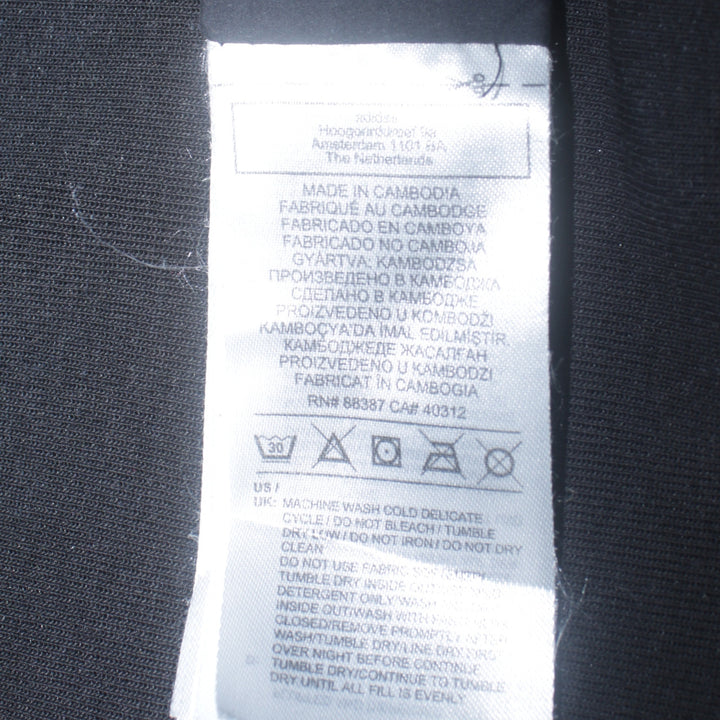 adidas
Amsterdam 1101 BA
The Netherlands
MADE IN CAMBODIA
FABRIQUÉ AU CAMBODGE
FABRICADO EN CAMBOYA
FABRICADO NO CAMBOJA
GYÁRTVA: KAMBODZSA
ПРОИЗВЕДЕНО В КАМБОДЖА
СДЕЛАНО В КАМБОДЖЕ
PROIZVEDENO U KOMBODŽI
KAMBOÇYA'DA İMAL EDİLMİŞTİR.
КАМБОДЖЕДЕ ЖАСАЛҒАН
PROIZVEDENO U KAMBODZI
FABRICAT ÎN CAMBOGIA
RN# 88387 CA# 40312
30
US /
UK: MACHINE WASH COLD DELICATE
CYCLE / DO NOT BLEACH / TUMBLE
DRY LOW / DO NOT IRON / DO NOT DRY
CLEAN
DO NOT USE FABRIC
TUMBLE DRY INSIDE
DETERGENT ONLY/WASH
INSIDE OUT/WASH WITH
CLOSED/REMOVE PROMPTLY AFTER
WASH/TUMBLE DRY/LINE DRY
OVER NIGHT BEFORE CONTINUE
TUMBLE DRY/CONTINUE TO TUMBLE
DRY UNTIL ALL FILL IS EVENLY